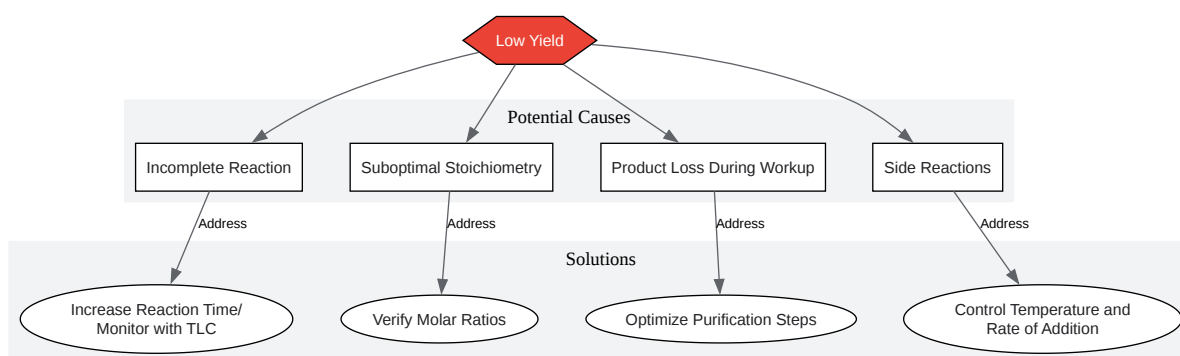 Low Yield
Potential Causes
Incomplete Reaction
Suboptimal Stoichiometry
Product Loss During Workup
Side Reactions
Address
Address
Address
Address
Solutions
Increase Reaction Time/
Monitor with TLC
Verify Molar Ratios
Optimize Purification Steps
Control Temperature and
Rate of Addition